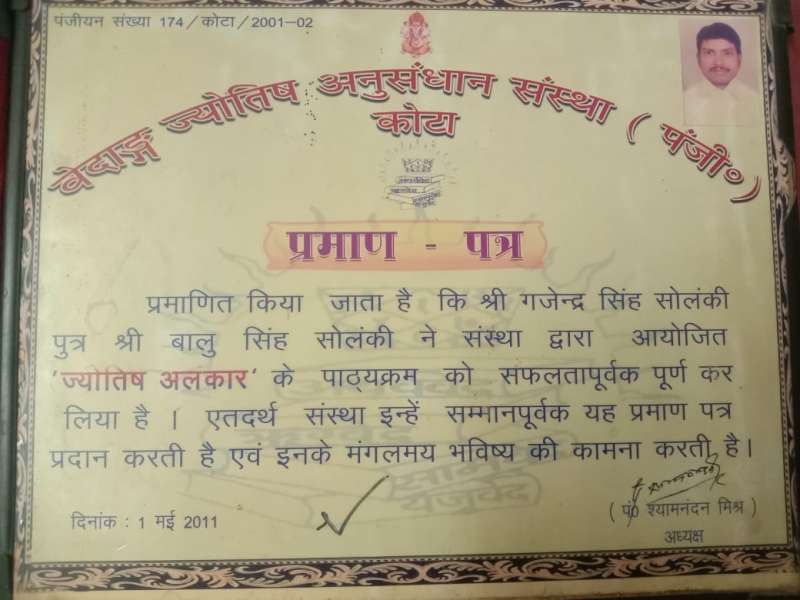 पंजीयन संख्या 174/कोटा/2001-02
वेदाङ्ग ज्योतिष अनुसंधान संस्था ( पंजी० )
कोटा
प्रमाण - पत्र
प्रमाणित किया जाता है कि श्री गजेन्द्र सिंह सोलंकी
पुत्र श्री बालु सिंह सोलंकी ने संस्था द्वारा आयोजित
'ज्योतिष अलंकार' के पाठ्यक्रम को सफलतापूर्वक पूर्ण कर
लिया है । एतदर्थ संस्था इन्हें सम्मानपूर्वक यह प्रमाण पत्र
प्रदान करती है एवं इनके मंगलमय भविष्य की कामना करती है।
यजुर्वेद
दिनांक : 1 मई 2011
( पं0 श्यामनंदन मिश्र )
अध्यक्ष